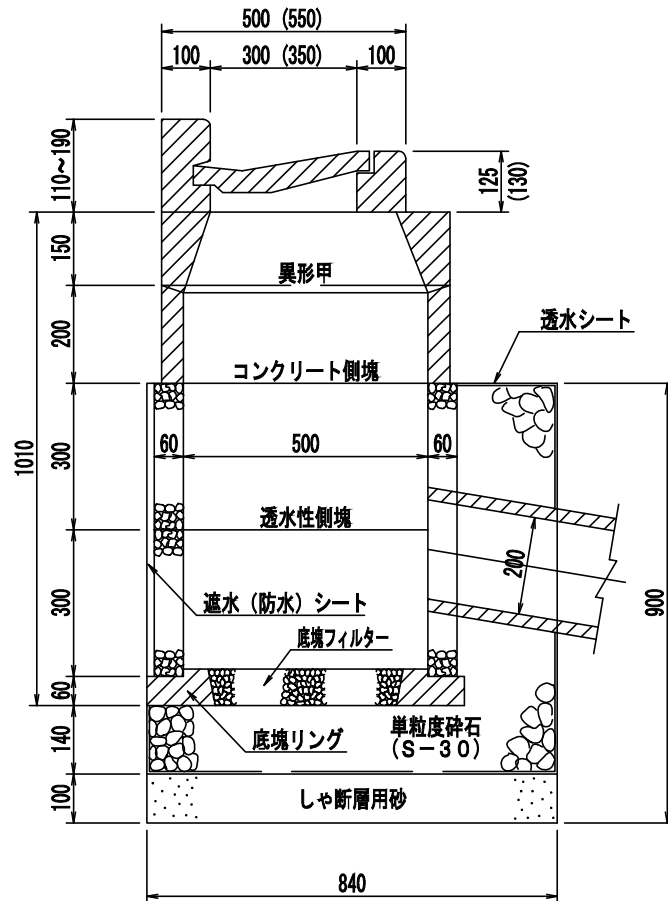 500 (550)
100
300 (350)
100
110~190
125
(130)
150
異形甲
200
透水シート
コンクリート側塊
1010
300
60
500
60
透水性側塊
200
900
遮水(防水)シート
300
底塊フィルター
60
底塊リング
単粒度砕石
(S-30)
140
しゃ断層用砂
100
840